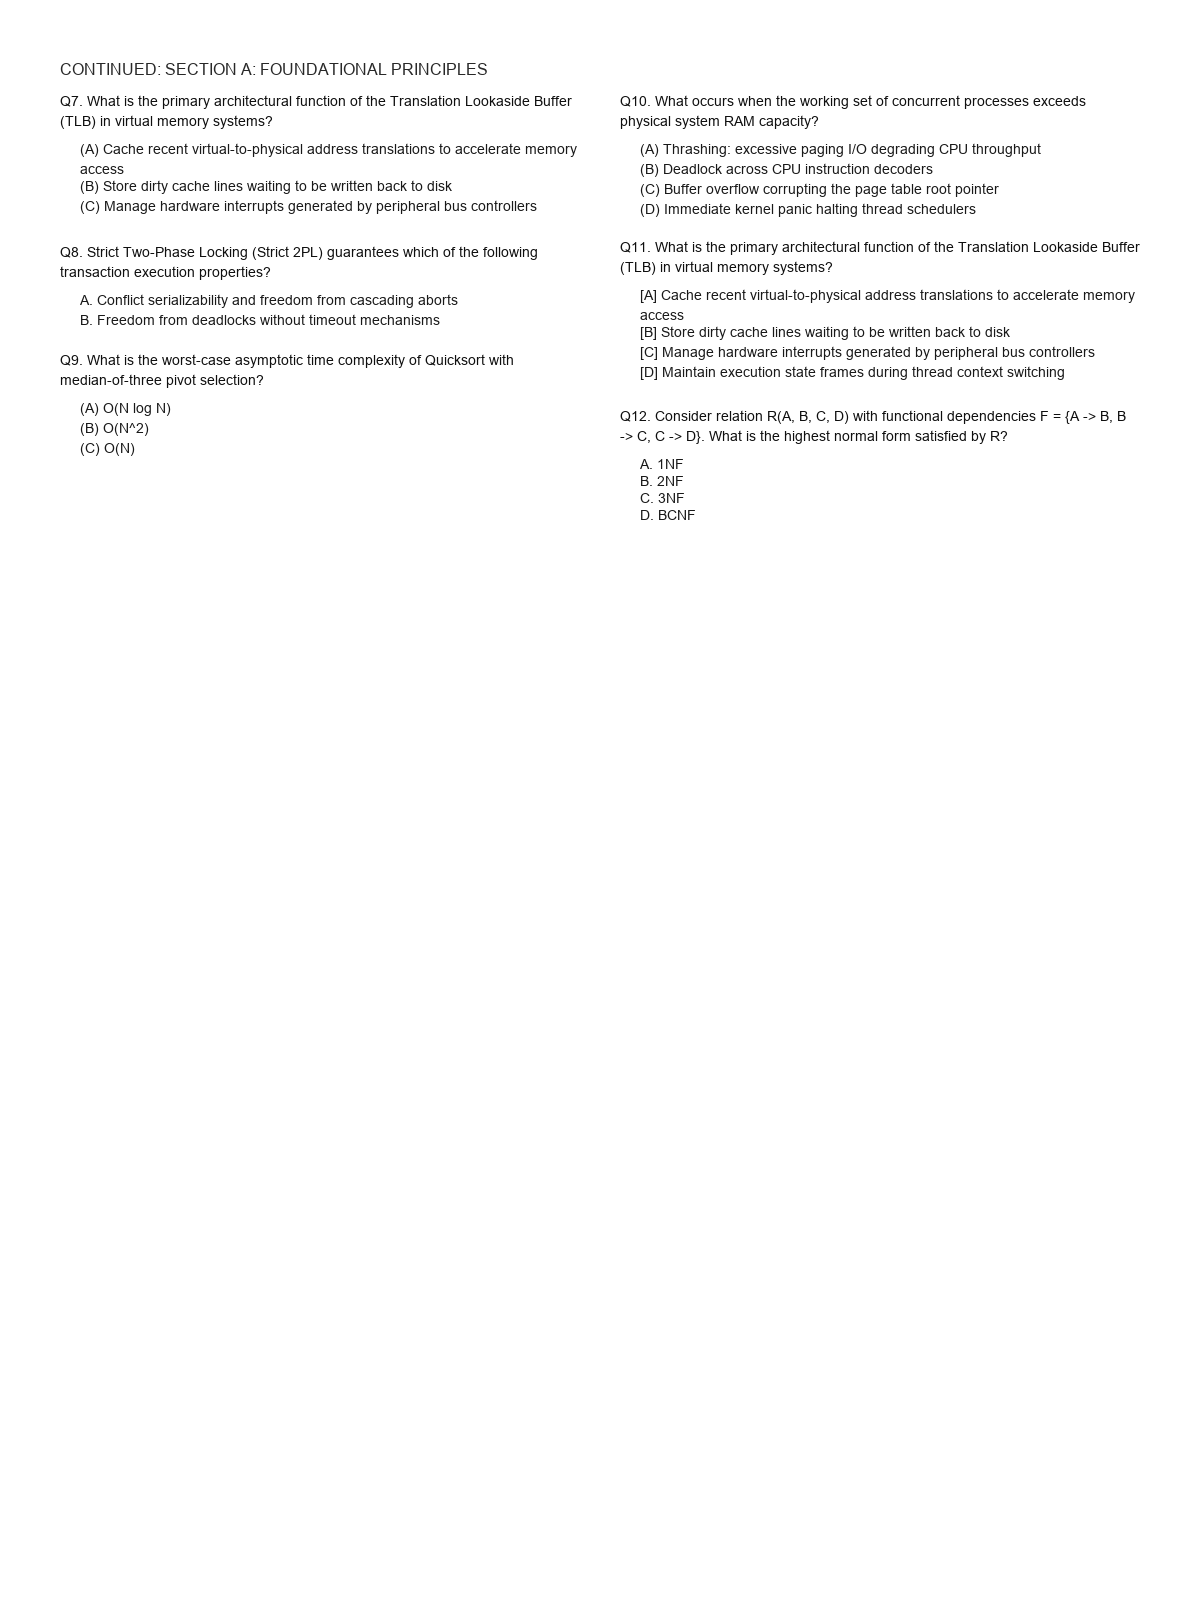 CONTINUED: SECTION A: FOUNDATIONAL PRINCIPLES
Q7. What is the primary architectural function of the Translation Lookaside Buffer
(TLB) in virtual memory systems?
(A) Cache recent virtual-to-physical address translations to accelerate memory
access
(B) Store dirty cache lines waiting to be written back to disk
(C) Manage hardware interrupts generated by peripheral bus controllers
Q8. Strict Two-Phase Locking (Strict 2PL) guarantees which of the following
transaction execution properties?
A. Conflict serializability and freedom from cascading aborts
B. Freedom from deadlocks without timeout mechanisms
Q9. What is the worst-case asymptotic time complexity of Quicksort with
median-of-three pivot selection?
(A) O(N log N)
(B) O(N^2)
(C) O(N)
Q10. What occurs when the working set of concurrent processes exceeds
physical system RAM capacity?
(A) Thrashing: excessive paging I/O degrading CPU throughput
(B) Deadlock across CPU instruction decoders
(C) Buffer overflow corrupting the page table root pointer
(D) Immediate kernel panic halting thread schedulers
Q11. What is the primary architectural function of the Translation Lookaside Buffer
(TLB) in virtual memory systems?
[A] Cache recent virtual-to-physical address translations to accelerate memory
access
[B] Store dirty cache lines waiting to be written back to disk
[C] Manage hardware interrupts generated by peripheral bus controllers
[D] Maintain execution state frames during thread context switching
Q12. Consider relation R(A, B, C, D) with functional dependencies F = {A -> B, B
-> C, C -> D}. What is the highest normal form satisfied by R?
A. 1NF
B. 2NF
C. 3NF
D. BCNF